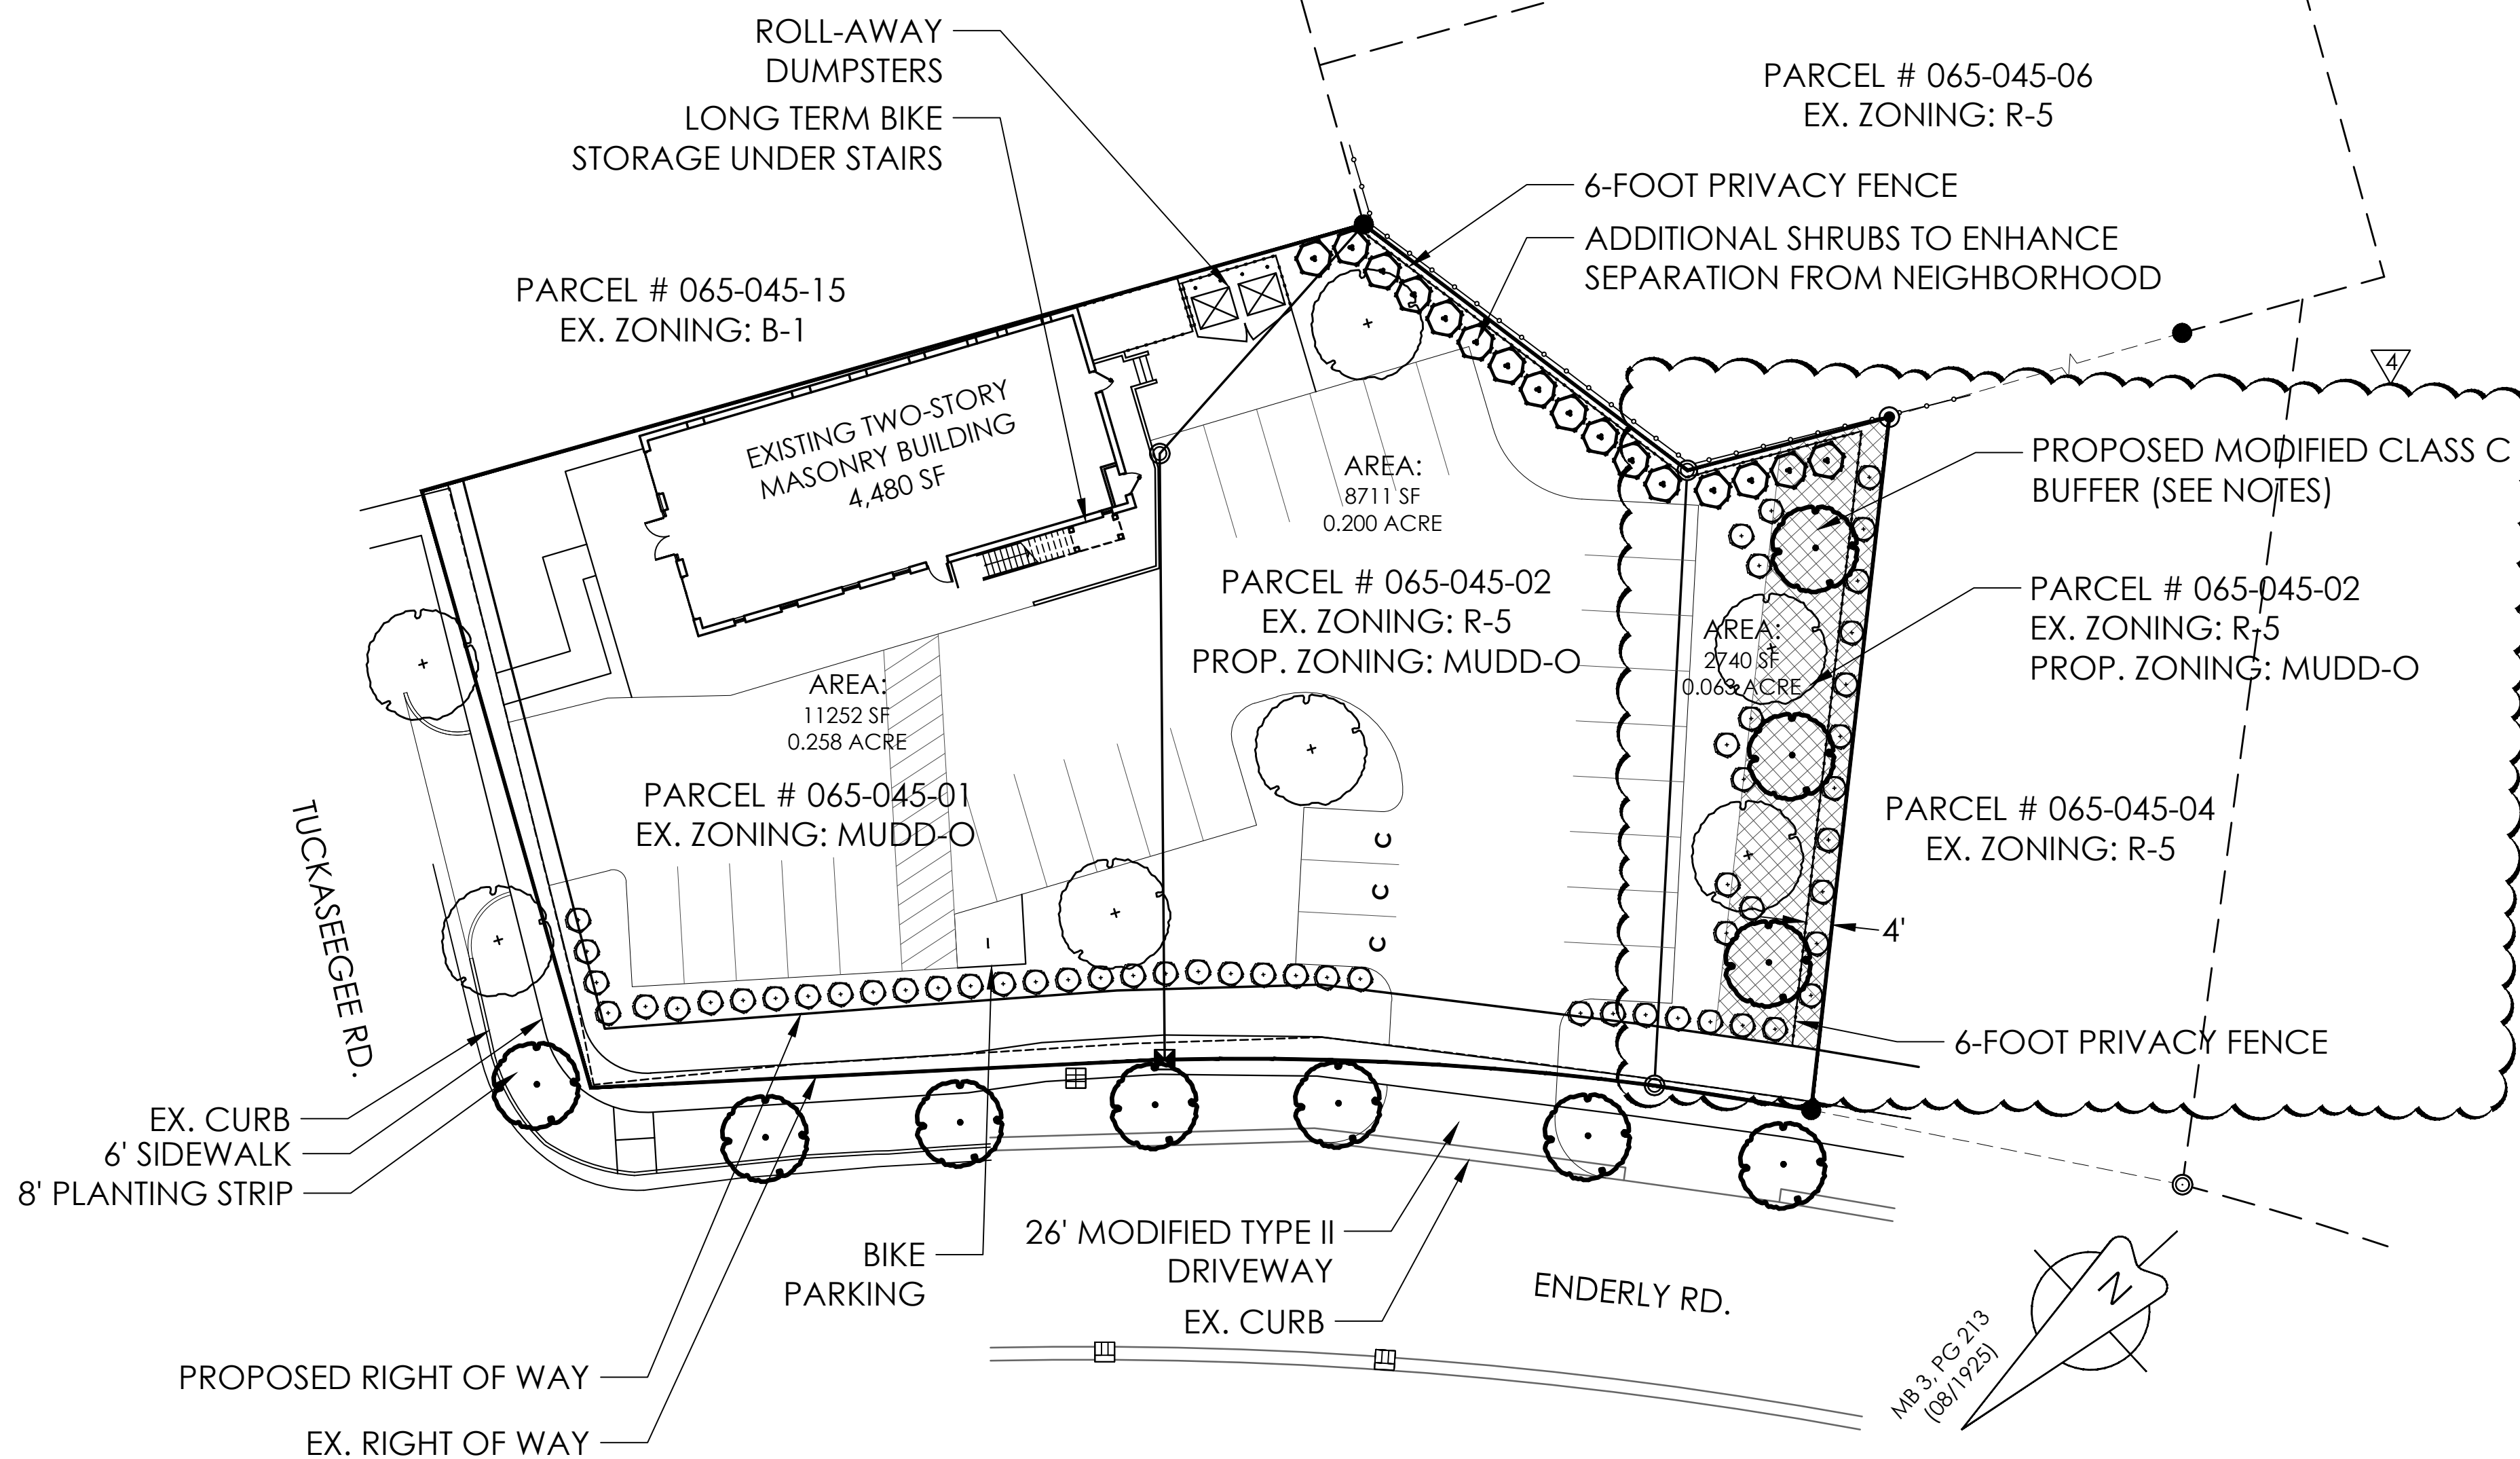 ROLL-AWAY
DUMPSTERS
LONG TERM BIKE
STORAGE UNDER STAIRS
PARCEL # 065-045-06
EX. ZONING: R-5
6-FOOT PRIVACY FENCE
ADDITIONAL SHRUBS TO ENHANCE
SEPARATION FROM NEIGHBORHOOD
PARCEL # 065-045-15
EX. ZONING: B-1
4
EXISTING TWO-STORY
MASONRY BUILDING
4,480 SF
AREA:
8711 SF
0.200 ACRE
PARCEL # 065-045-02
EX. ZONING: R-5
PROP. ZONING: MUDD-O
PROPOSED MODIFIED CLASS C
BUFFER (SEE NOTES)
PARCEL # 065-045-02
EX. ZONING: R-5
PROP. ZONING: MUDD-O
AREA:
2740 SF
0.063 ACRE
AREA:
11252 SF
0.258 ACRE
PARCEL # 065-045-01
EX. ZONING: MUDD-O
PARCEL # 065-045-04
EX. ZONING: R-5
C
C
C
4'
TUCKASEEGEE RD.
6-FOOT PRIVACY FENCE
EX. CURB
6' SIDEWALK
8' PLANTING STRIP
BIKE
PARKING
26' MODIFIED TYPE II
DRIVEWAY
EX. CURB
ENDERLY RD.
PROPOSED RIGHT OF WAY
EX. RIGHT OF WAY
N
MB 3, PG 213
(08/1925)